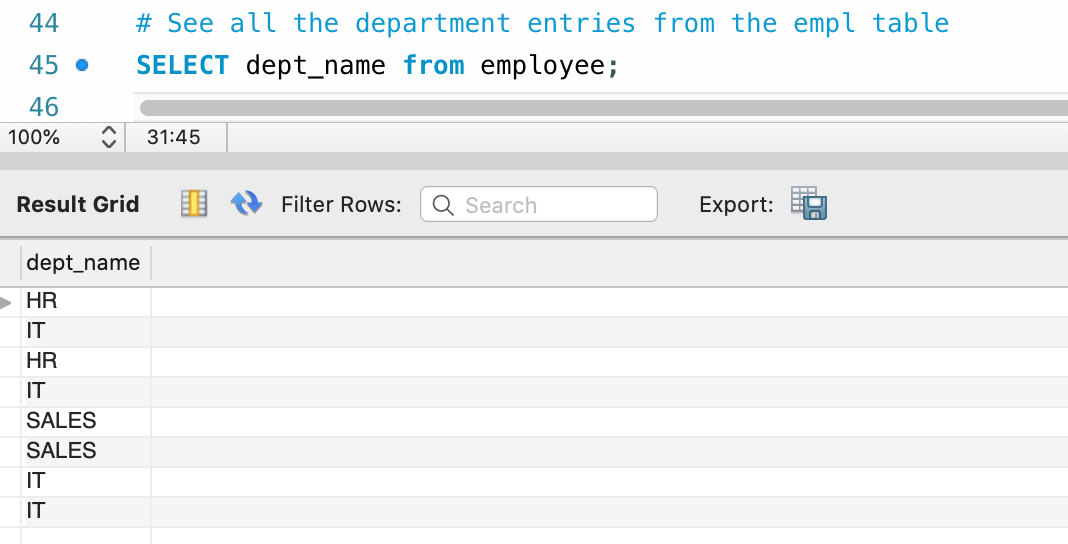 44 # See all the department entries from the empl table
45 SELECT dept_name from employee;
46
100% 31:45
Result Grid Filter Rows: Search Export:
dept_name
HR
IT
HR
IT
SALES
SALES
IT
IT